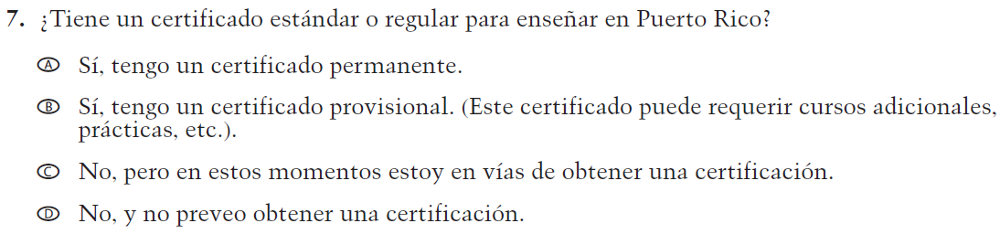 7. ¿Tiene un certificado estándar o regular para enseñar en Puerto Rico?
A Sí, tengo un certificado permanente.
B Sí, tengo un certificado provisional. (Este certificado puede requerir cursos adicionales,
prácticas, etc.).
C No, pero en estos momentos estoy en vías de obtener una certificación.
D No, y no preveo obtener una certificación.